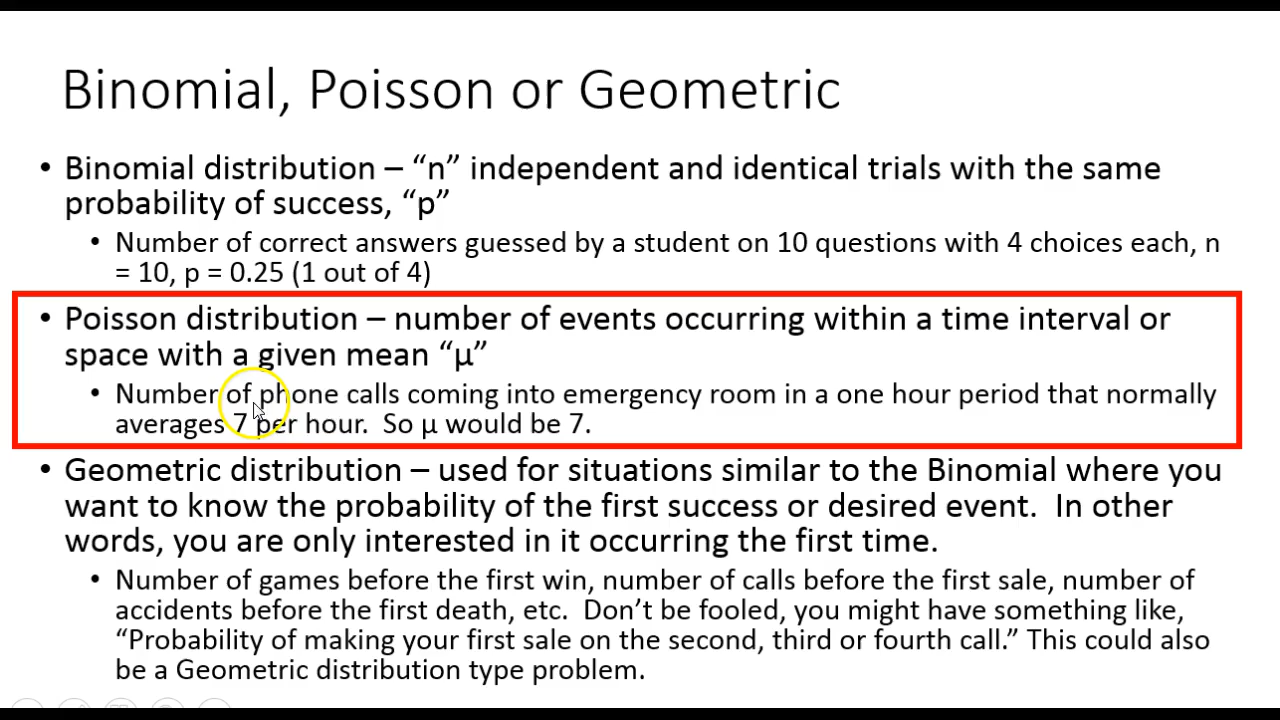 Binomial, Poisson or Geometric
• Binomial distribution – “n” independent and identical trials with the same
probability of success, “p”
• Number of correct answers guessed by a student on 10 questions with 4 choices each, n
= 10, p = 0.25 (1 out of 4)
• Poisson distribution – number of events occurring within a time interval or
space with a given mean “μ”
• Number of phone calls coming into emergency room in a one hour period that normally
averages 7 per hour.  So μ would be 7.
• Geometric distribution – used for situations similar to the Binomial where you
want to know the probability of the first success or desired event.  In other
words, you are only interested in it occurring the first time.
• Number of games before the first win, number of calls before the first sale, number of
accidents before the first death, etc.  Don’t be fooled, you might have something like,
“Probability of making your first sale on the second, third or fourth call.” This could also
be a Geometric distribution type problem.